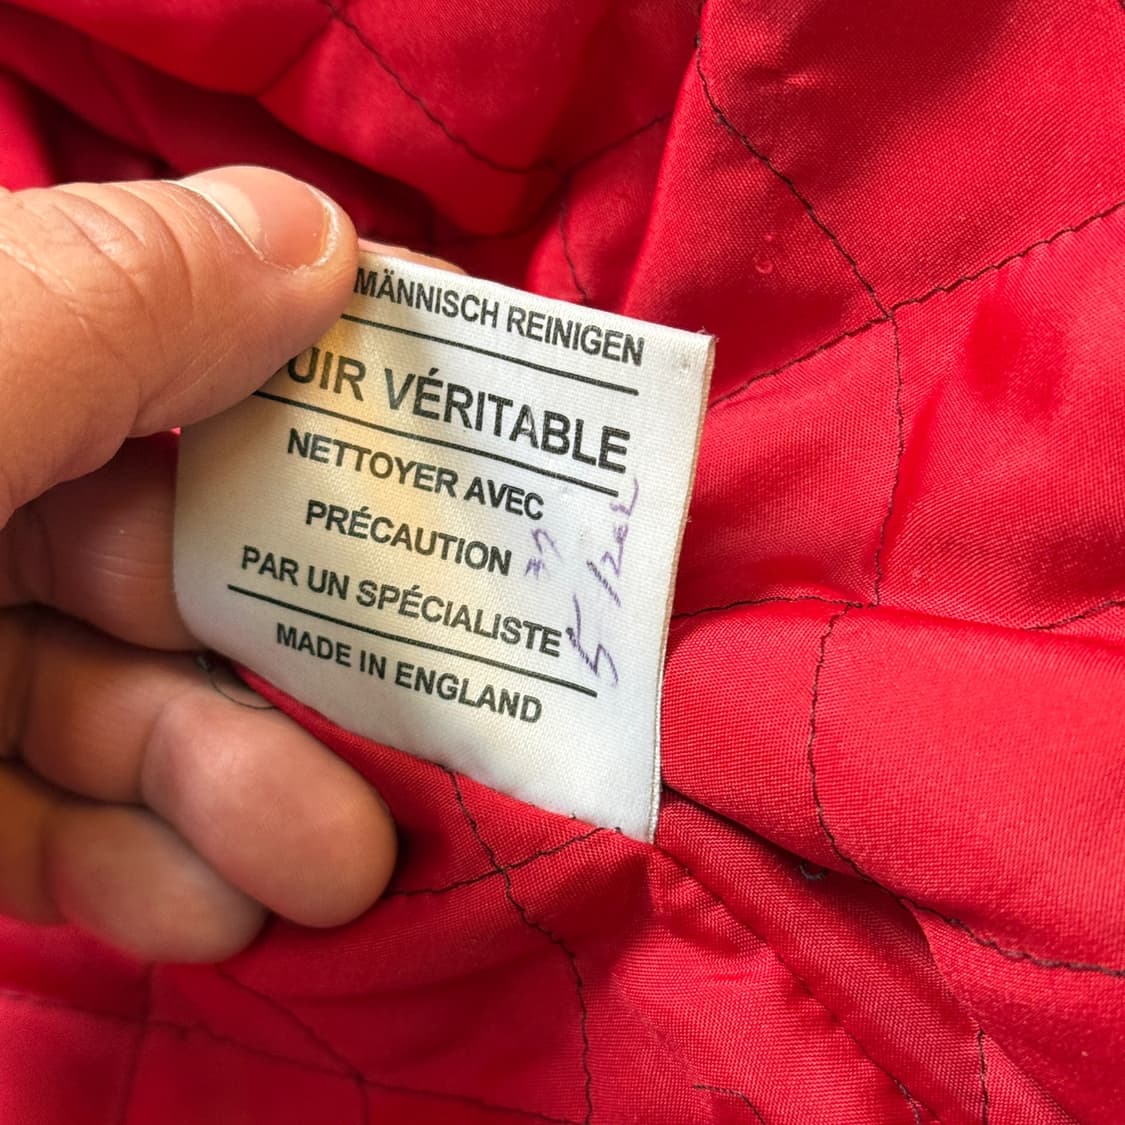 MÄNNISCH REINIGEN
UIR VÉRITABLE
NETTOYER AVEC
PRÉCAUTION
PAR UN SPÉCIALISTE
MADE IN ENGLAND